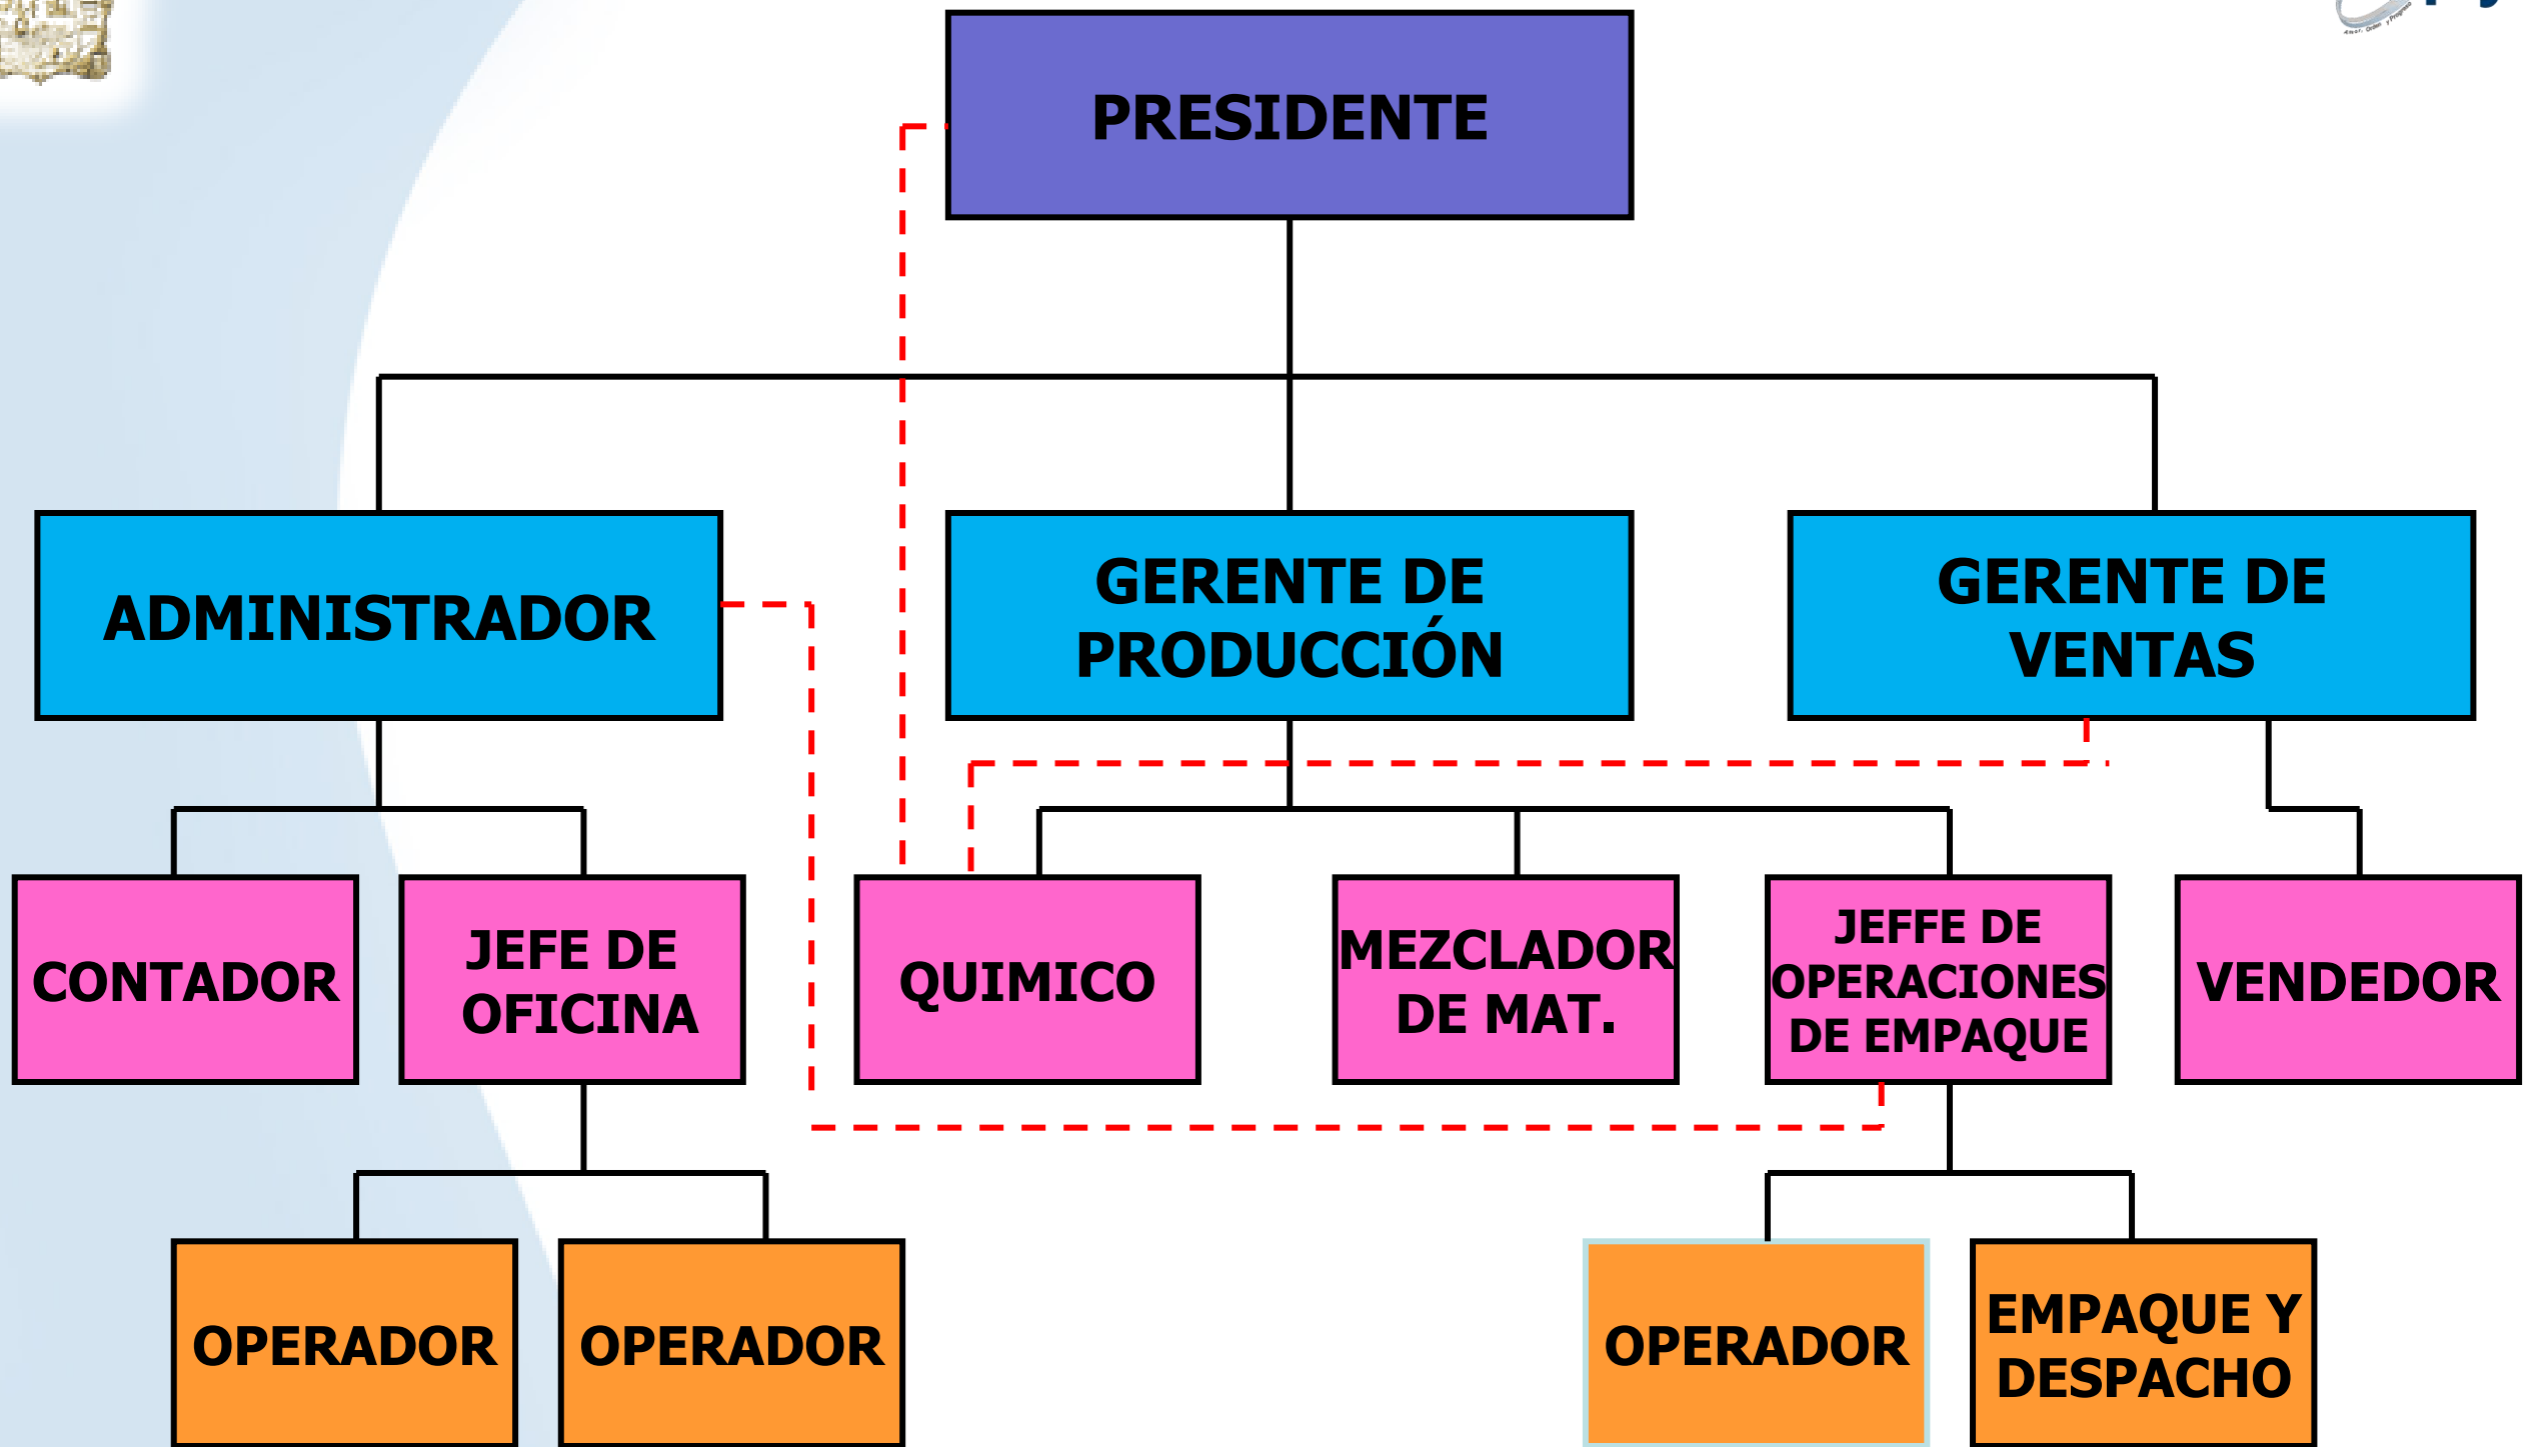 PRESIDENTE
ADMINISTRADOR
GERENTE DE
PRODUCCIÓN
GERENTE DE
VENTAS
CONTADOR
JEFE DE
OFICINA
QUIMICO
MEZCLADOR
DE MAT.
JEFFE DE
OPERACIONES
DE EMPAQUE
VENDEDOR
OPERADOR
OPERADOR
OPERADOR
EMPAQUE Y
DESPACHO